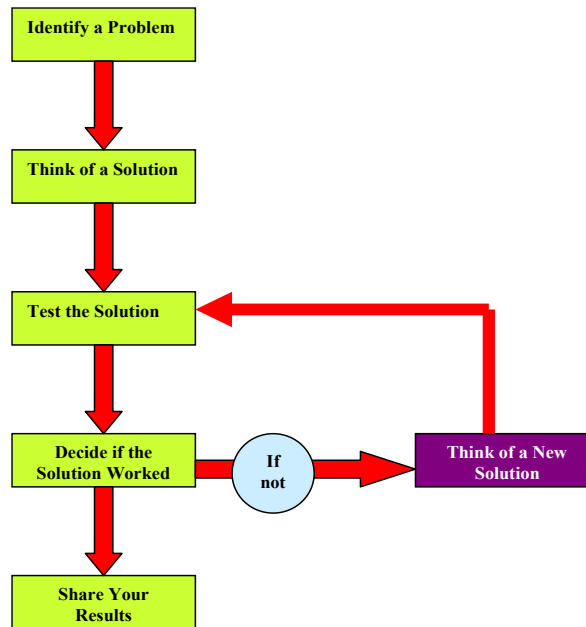 Identify a Problem
Think of a Solution
Test the Solution
Decide if the
Solution Worked
If
not
Think of a New
Solution
Share Your
Results